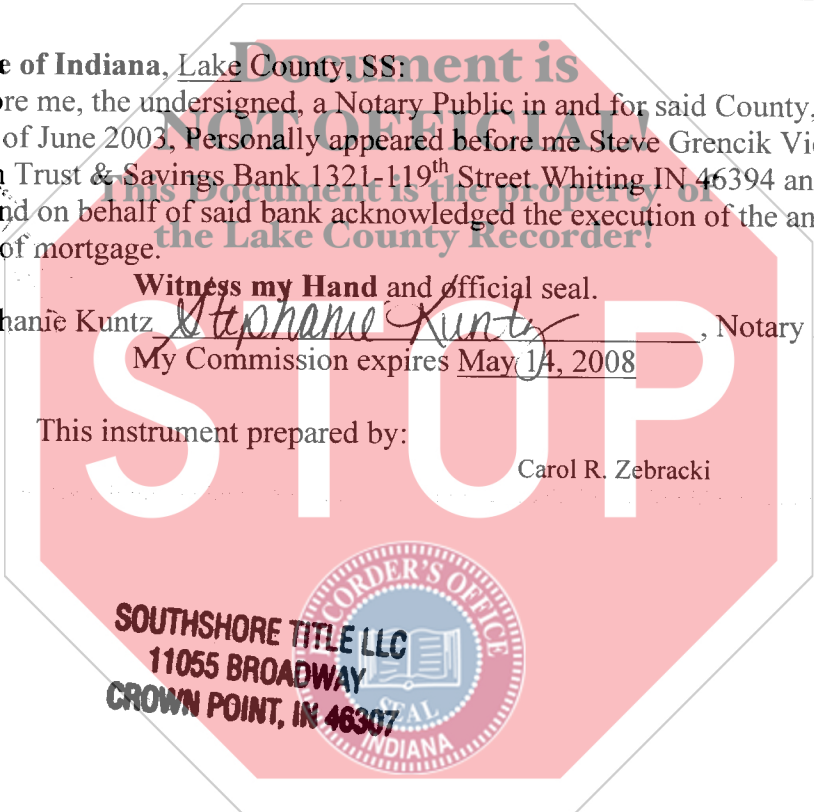 Document is
NOT OFFICIAL!
This Document is the property of
the Lake County Recorder!
STOP
e of Indiana, Lake County, SS:
ore me, the undersigned, a Notary Public in and for said County,
of June 2003, Personally appeared before me Steve Grencik Vi
n Trust & Savings Bank 1321-119th Street Whiting IN 46394 an
nd on behalf of said bank acknowledged the execution of the an
of mortgage.
Witness my Hand and official seal.
hanie Kuntz Stephanie Kuntz, Notary
My Commission expires May 14, 2008
This instrument prepared by:
Carol R. Zebracki
RECORDER'S OFFICE
SEAL
INDIANA
SOUTHSHORE TITLE LLC
11055 BROADWAY
CROWN POINT, IN 46307